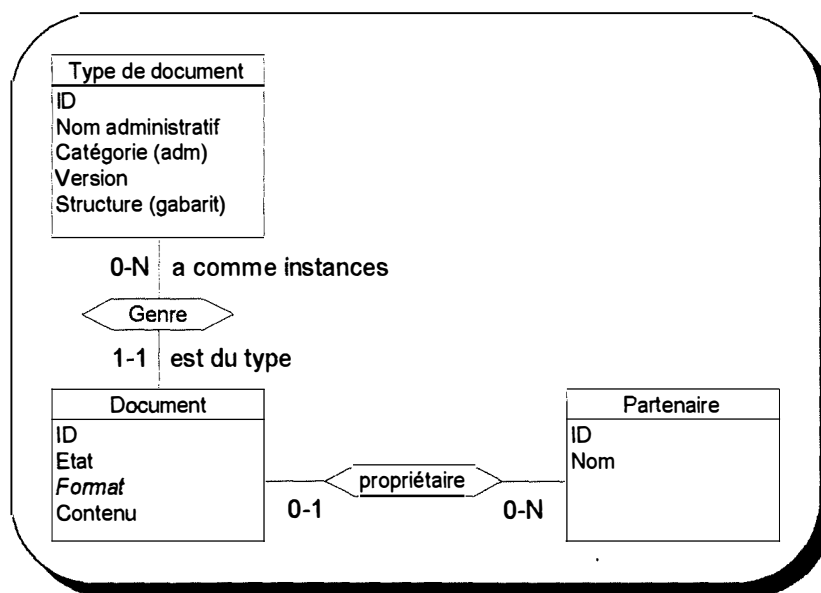 Type de document
ID
Nom administratif
Catégorie (adm)
Version
Structure (gabarit)
0-N a comme instances
Genre
1-1 est du type
Document
ID
Etat
Format
Contenu
0-1
propriétaire
0-N
Partenaire
ID
Nom